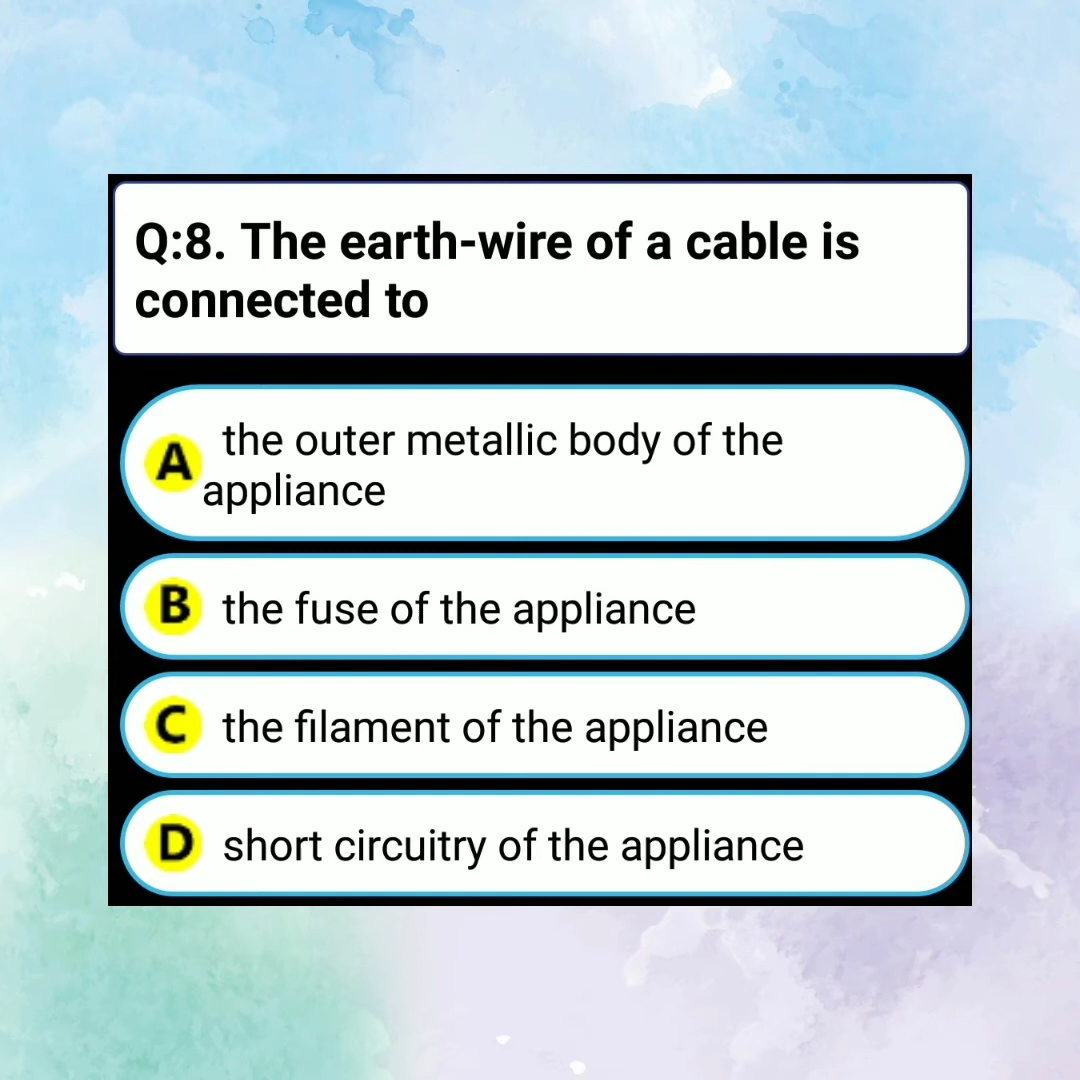 Q:8. The earth-wire of a cable is
connected to
A the outer metallic body of the
appliance
B the fuse of the appliance
C the filament of the appliance
D short circuitry of the appliance